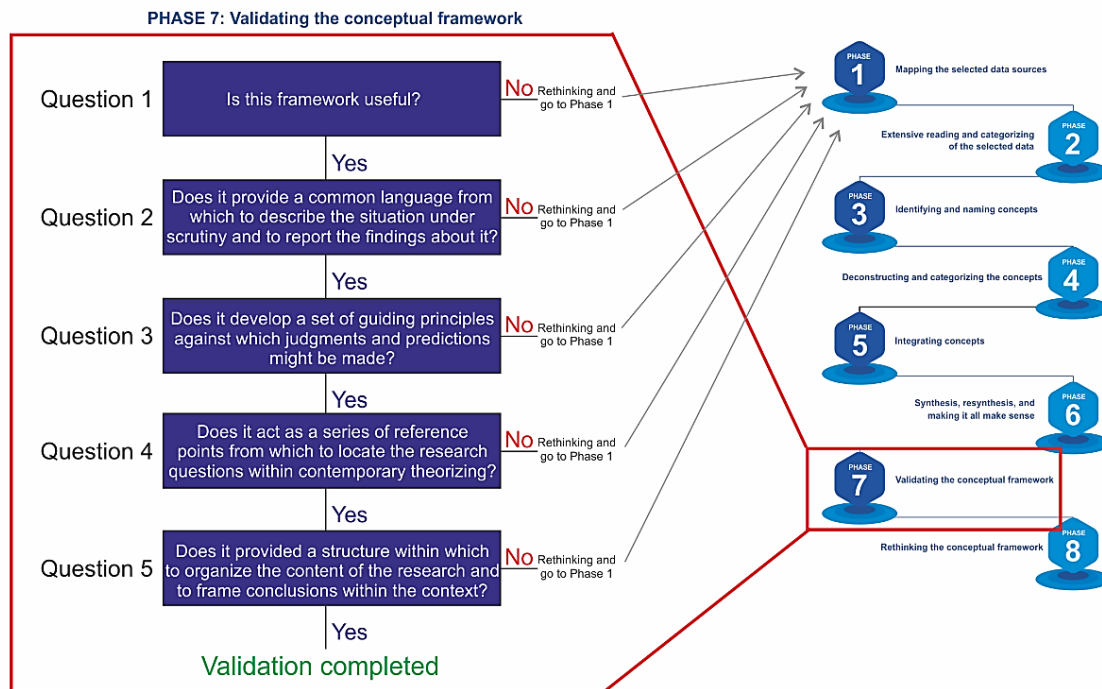 PHASE 7: Validating the conceptual framework
Question 1
Is this framework useful?
No
Rethinking and
go to Phase 1
Yes
Question 2
Does it provide a common language from
which to describe the situation under
scrutiny and to report the findings about it?
No
Rethinking and
go to Phase 1
Yes
Question 3
Does it develop a set of guiding principles
against which judgments and predictions
might be made?
No
Rethinking and
go to Phase 1
Yes
Question 4
Does it act as a series of reference
points from which to locate the research
questions within contemporary theorizing?
No
Rethinking and
go to Phase 1
Yes
Question 5
Does it provided a structure within which
to organize the content of the research and
to frame conclusions within the context?
No
Rethinking and
go to Phase 1
Yes
Validation completed
PHASE
1
Mapping the selected data sources
Extensive reading and categorizing
of the selected data
PHASE
2
PHASE
3
Identifying and naming concepts
Deconstructing and categorizing the concepts
PHASE
4
PHASE
5
Integrating concepts
Synthesis, resynthesis, and
making it all make sense
PHASE
6
PHASE
7
Validating the conceptual framework
Rethinking the conceptual framework
PHASE
8